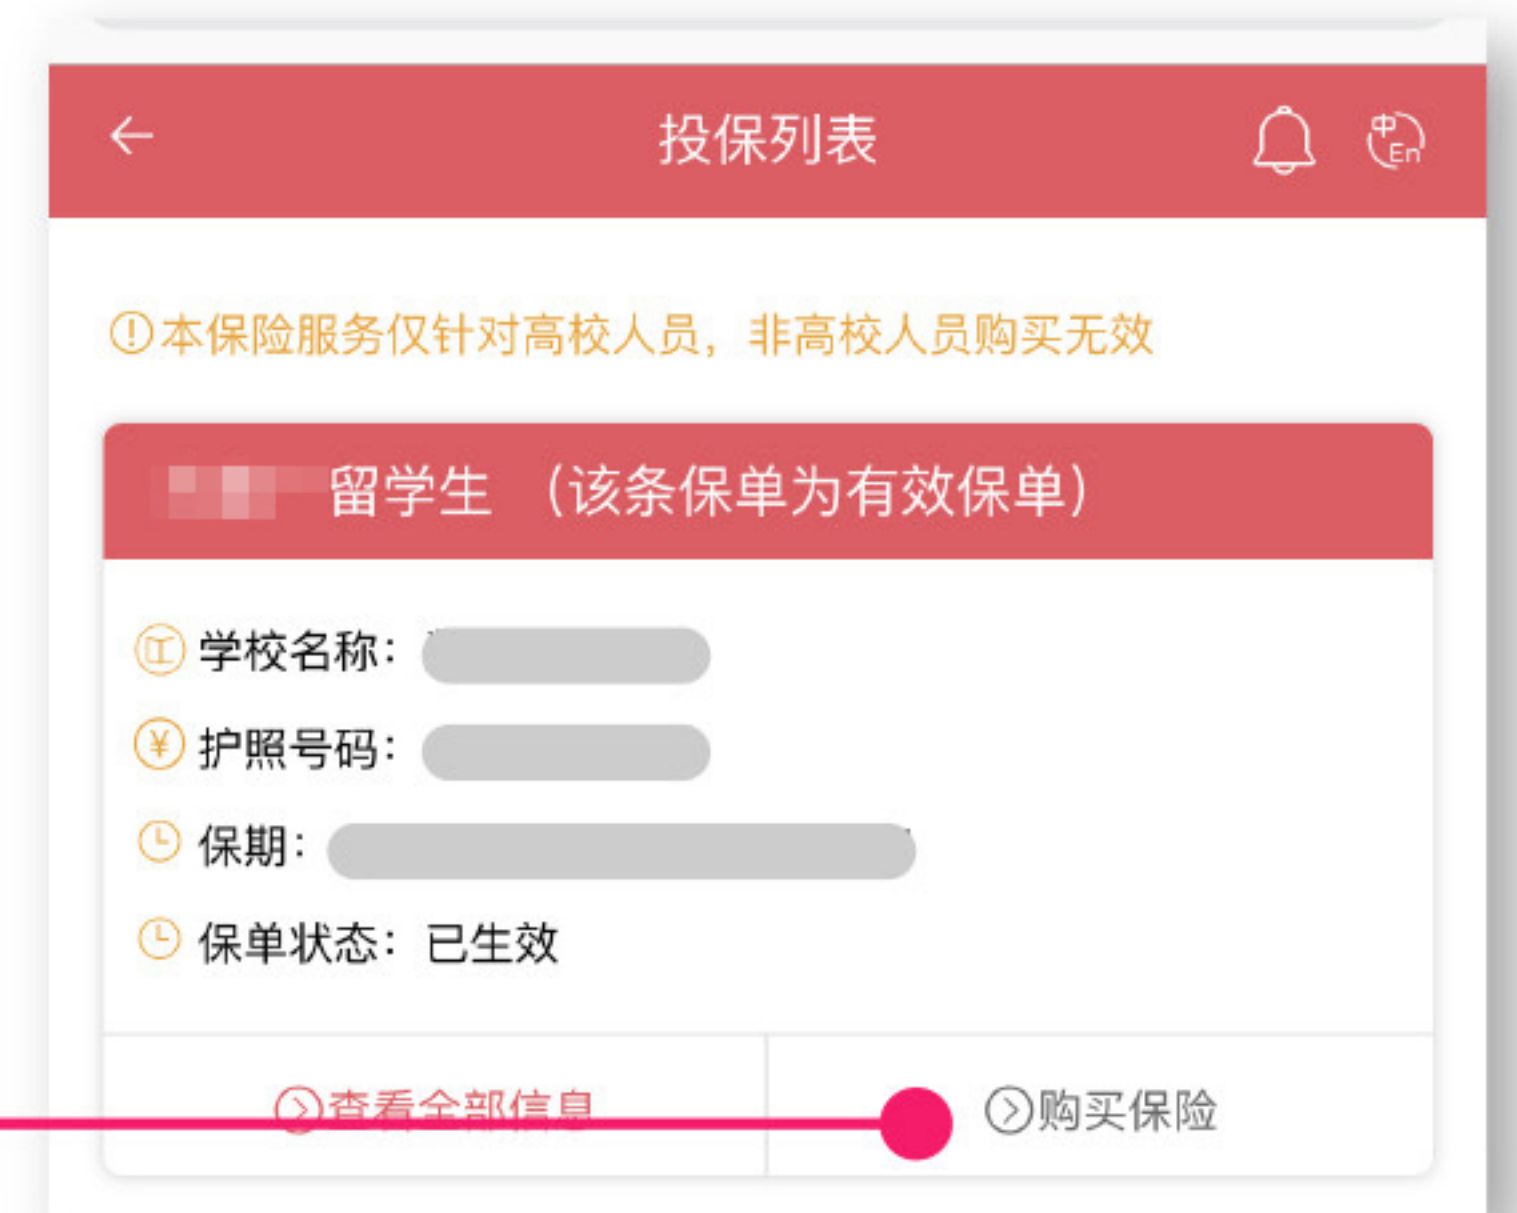 投保列表
中
En
本保险服务仅针对高校人员，非高校人员购买无效
留学生 （该条保单为有效保单）
学校名称：
护照号码：
保期：
保单状态：已生效
查看全部信息
购买保险